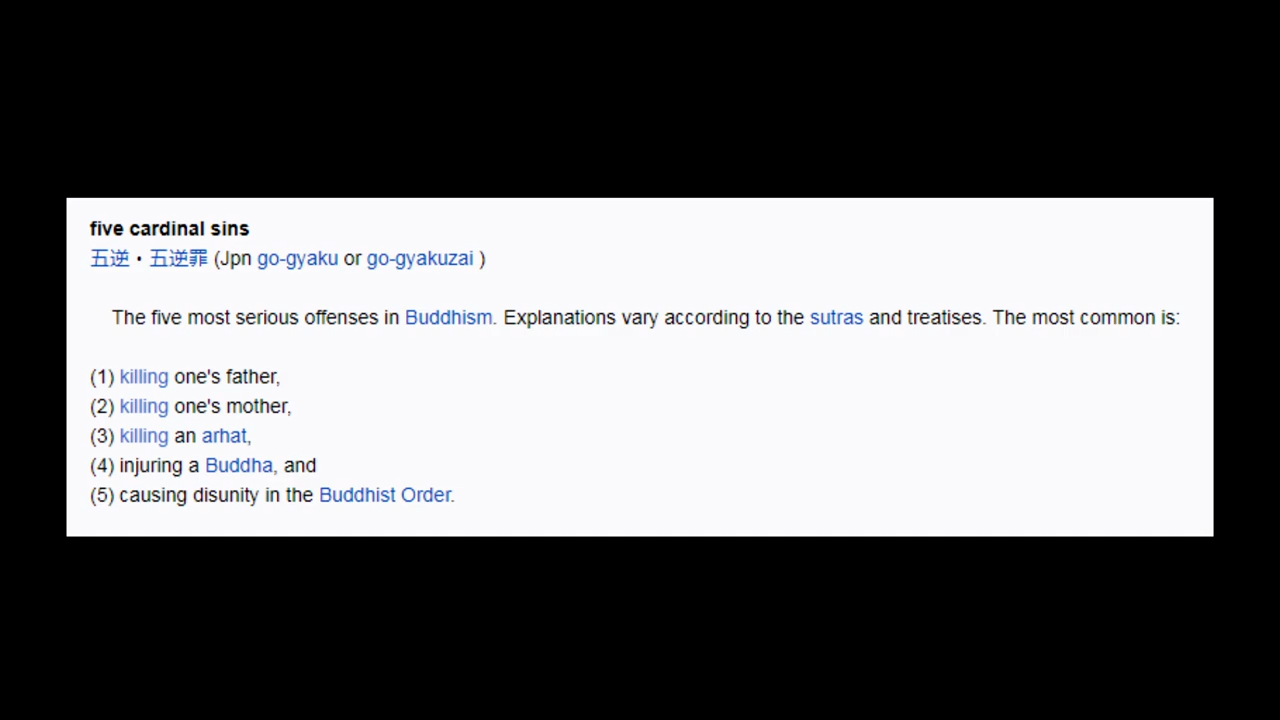 five cardinal sins
五逆・五逆罪 (Jpn go-gyaku or go-gyakuzai )
The five most serious offenses in Buddhism. Explanations vary according to the sutras and treatises. The most common is:
(1) killing one's father,
(2) killing one's mother,
(3) killing an arhat,
(4) injuring a Buddha, and
(5) causing disunity in the Buddhist Order.